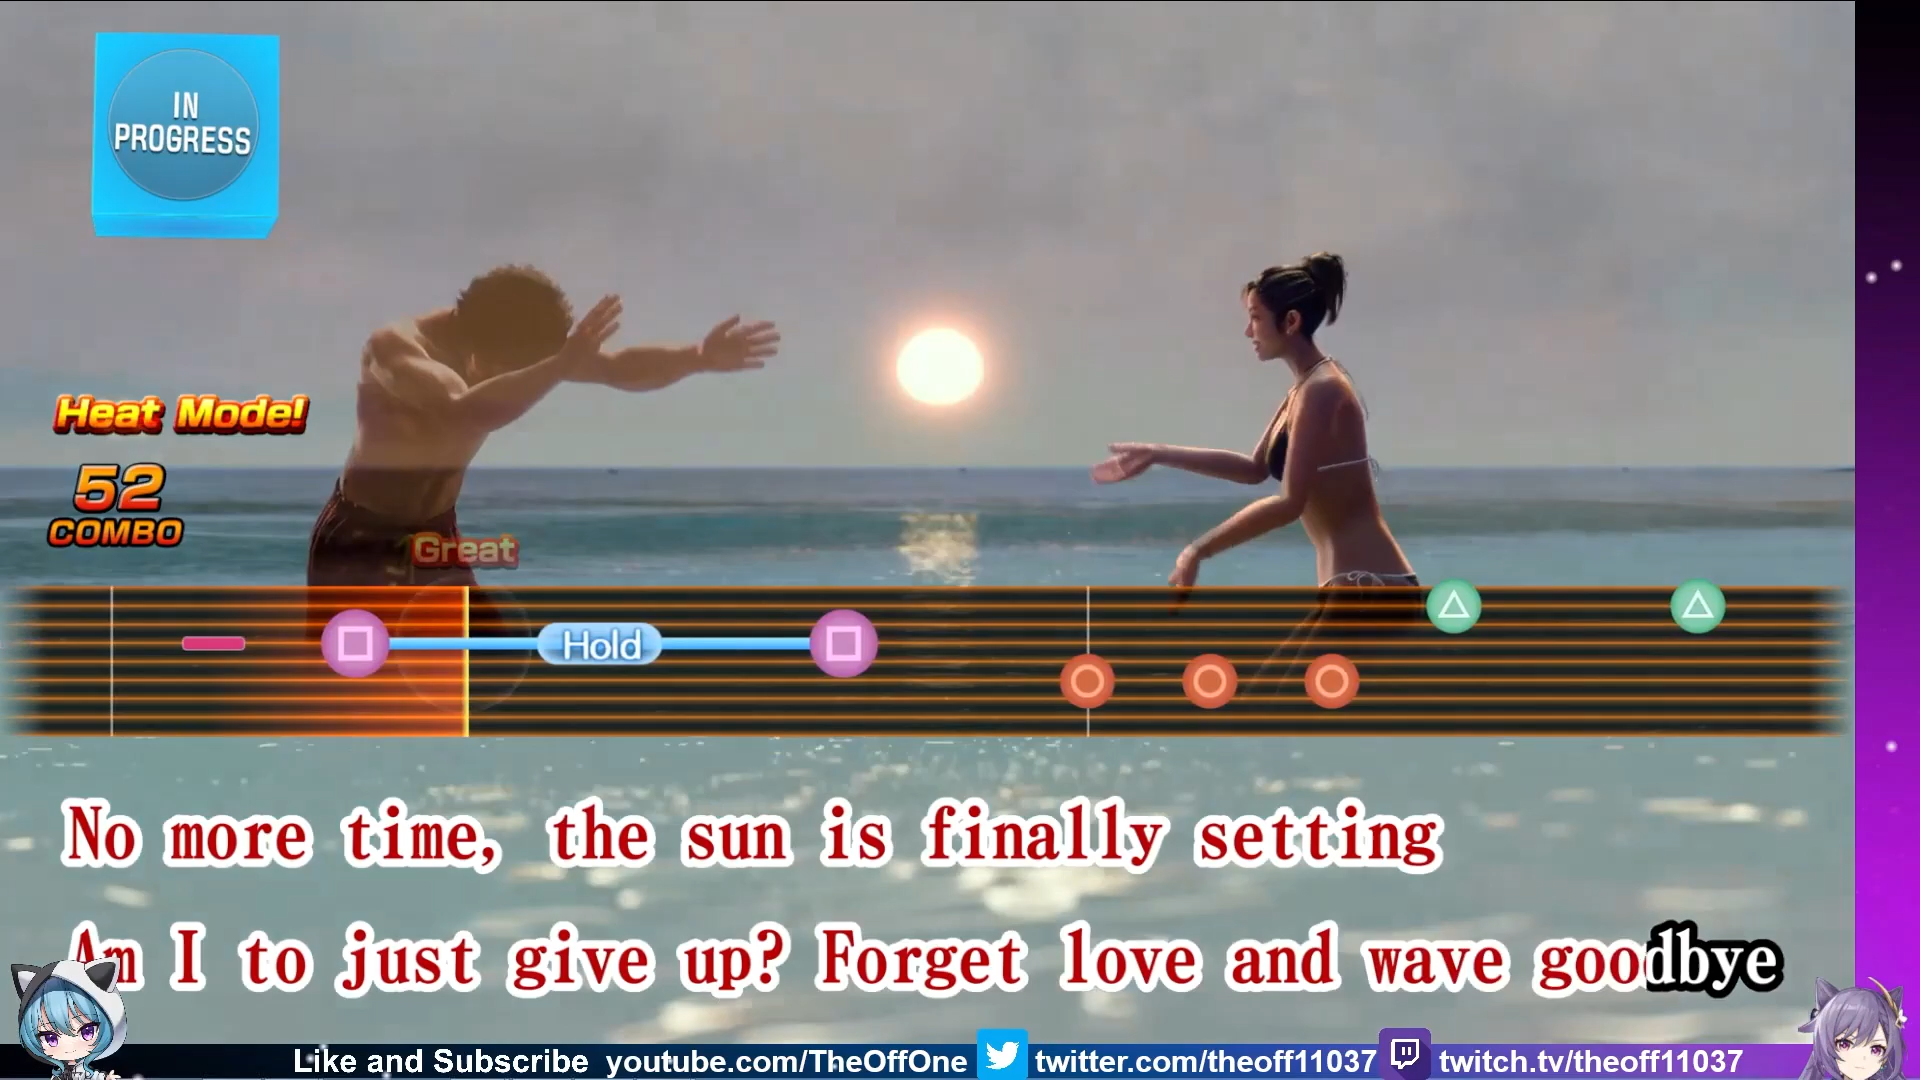 IN
PROGRESS
Heat Mode!
52
COMBO
Great
Hold
No more time, the sun is finally setting
Am I to just give up? Forget love and wave goodbye
Like and Subscribe youtube.com/TheOffOne twitter.com/theoff11037 twitch.tv/theoff11037